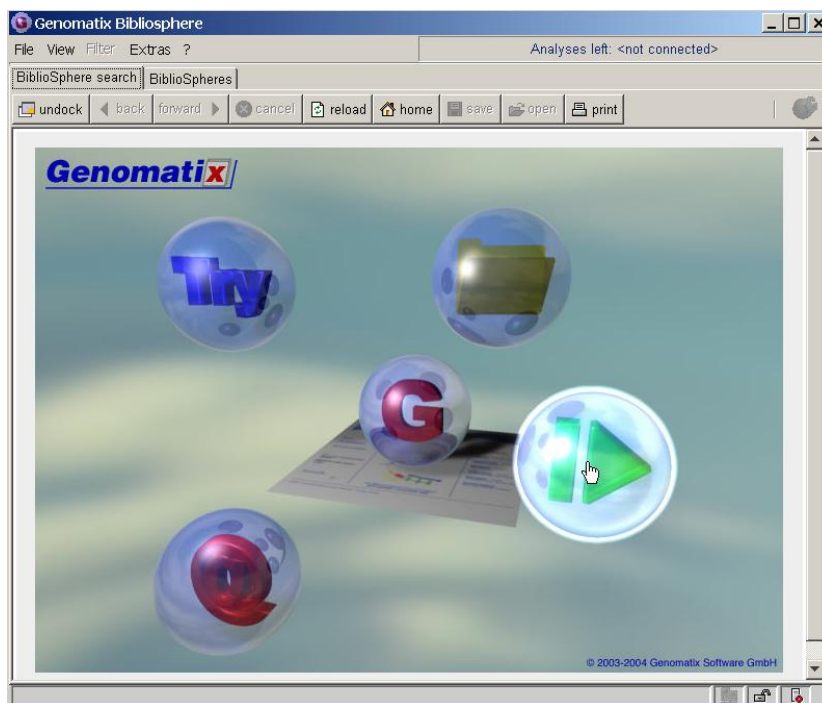 Genomatix Bibliosphere
File View Filter Extras ? Analyses left: <not connected>
BiblioSphere search BiblioSpheres
undock back forward cancel reload home save open print
Genomatix
Try
G
Q
© 2003-2004 Genomatix Software GmbH